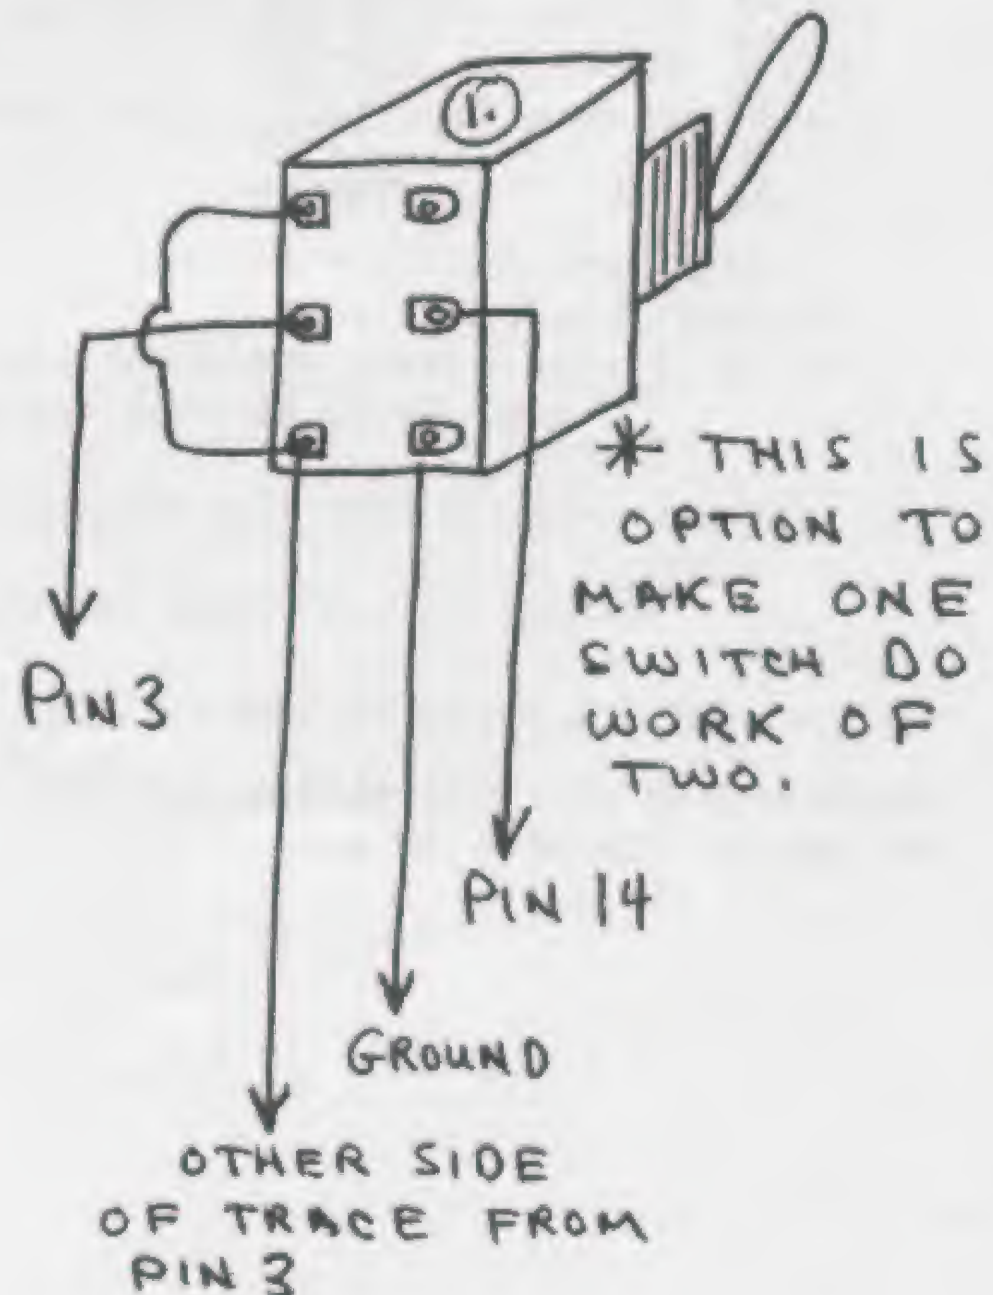 1.
* THIS IS
OPTION TO
MAKE ONE
SWITCH DO
WORK OF
TWO.
PIN 3
PIN 14
GROUND
OTHER SIDE
OF TRACE FROM
PIN 3